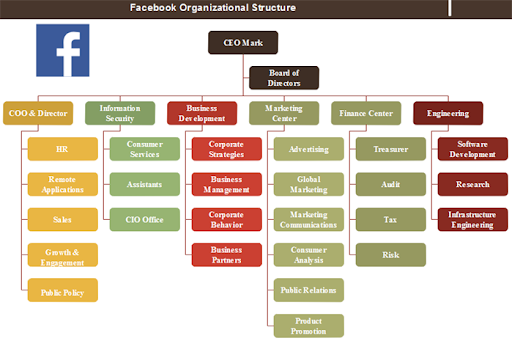 Facebook Organizational Structure
f
CEO Mark
Board of
Directors
COO & Director
Information
Security
Business
Development
Marketing
Center
Finance Center
Engineering
HR
Remote
Applications
Sales
Growth &
Engagement
Public Policy
Consumer
Services
Assistants
CIO Office
Corporate
Strategies
Business
Management
Corporate
Behavior
Business
Partners
Advertising
Global
Marketing
Marketing
Communications
Consumer
Analysis
Public Relations
Product
Promotion
Treasurer
Audit
Tax
Risk
Software
Development
Research
Infrastructure
Engineering